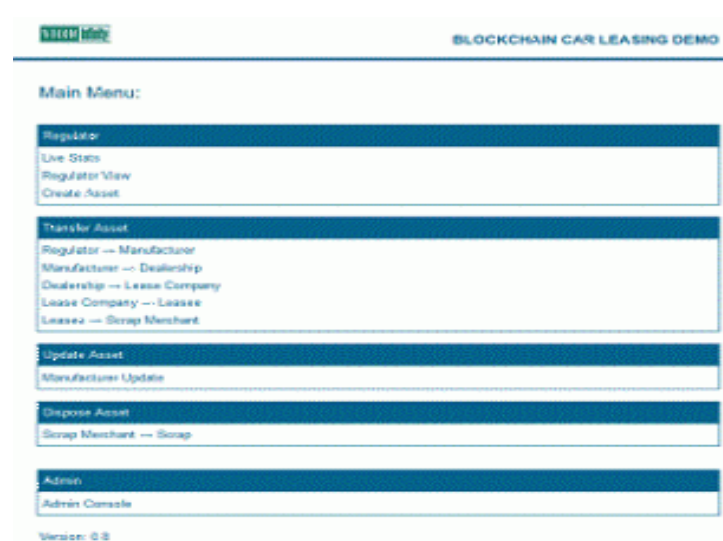 VICOM Infinity
BLOCKCHAIN CAR LEASING DEMO
Main Menu:
Regulator
Live Stats
Regulator View
Create Asset
Transfer Asset
Regulator → Manufacturer
Manufacturer → Dealership
Dealership → Lease Company
Lease Company → Leasee
Leasee → Scrap Merchant
Update Asset
Manufacturer Update
Dispose Asset
Scrap Merchant → Scrap
Admin
Admin Console
Version: 0.8